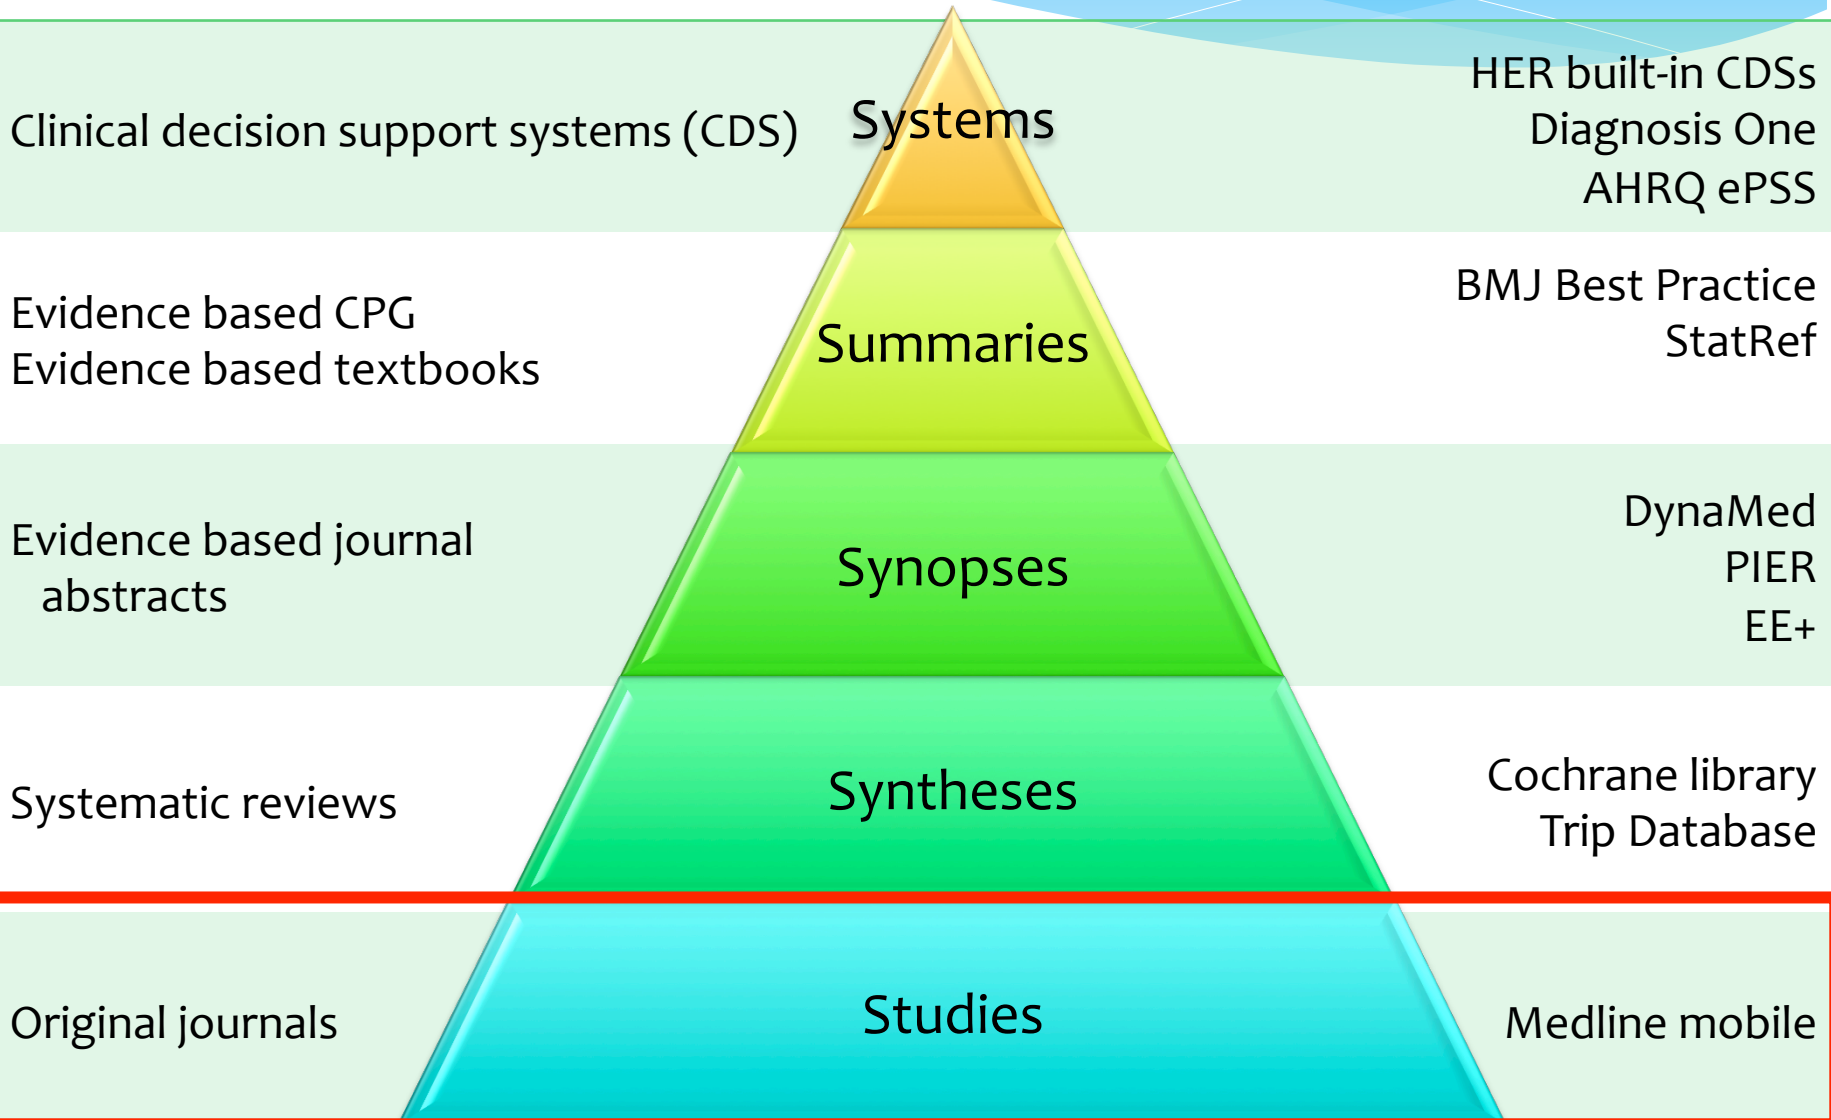 Clinical decision support systems (CDS)
Systems
HER built-in CDSs
Diagnosis One
AHRQ ePSS
Evidence based CPG
Evidence based textbooks
Summaries
BMJ Best Practice
StatRef
Evidence based journal
abstracts
Synopses
DynaMed
PIER
EE+
Systematic reviews
Syntheses
Cochrane library
Trip Database
Original journals
Studies
Medline mobile